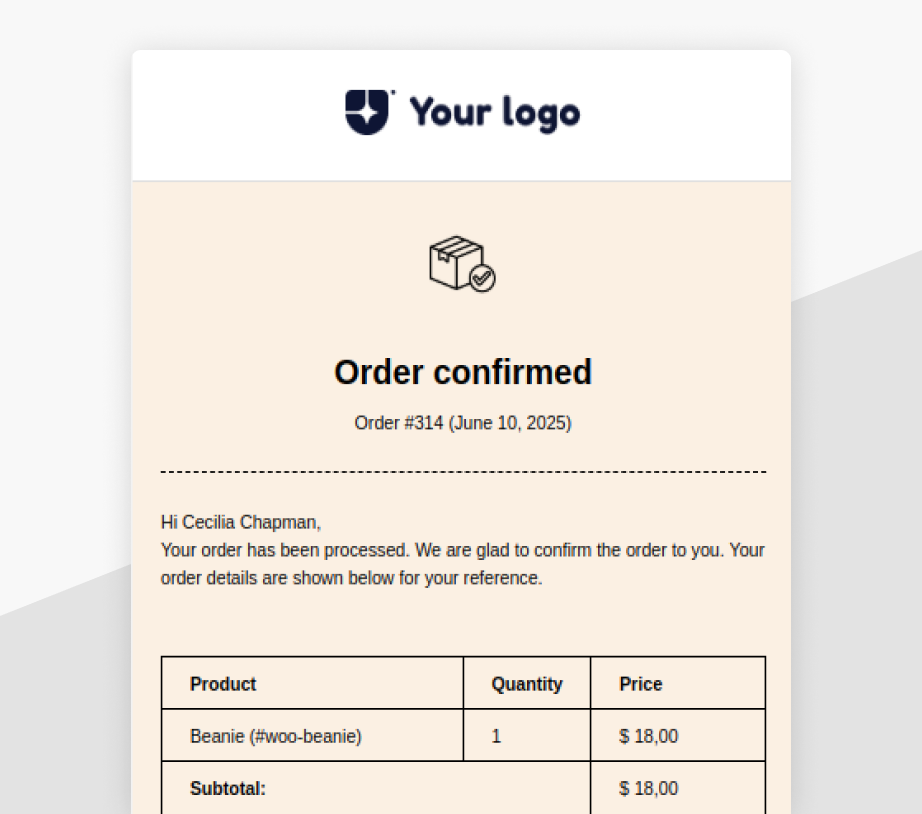 Your logo
Order confirmed
Order #314 (June 10, 2025)
Hi Cecilia Chapman,
Your order has been processed. We are glad to confirm the order to you. Your
order details are shown below for your reference.
Product Quantity Price
Beanie (#woo-beanie) 1 $ 18,00
Subtotal: $ 18,00